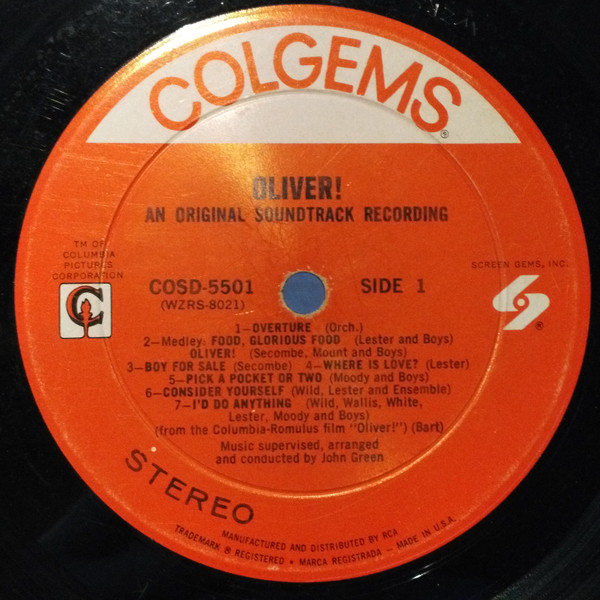 COLGEMS®
OLIVER!
AN ORIGINAL SOUNDTRACK RECORDING
TM OF
COLUMBIA
PICTURES
CORPORATION
C
COSD-5501
(WZRS-8021)
SIDE 1
SCREEN GEMS, INC.
®
1—OVERTURE (Orch.)
2—Medley: FOOD, GLORIOUS FOOD (Lester and Boys)
OLIVER! (Secombe, Mount and Boys)
3—BOY FOR SALE (Secombe) 4—WHERE IS LOVE? (Lester)
5—PICK A POCKET OR TWO (Moody and Boys)
6—CONSIDER YOURSELF (Wild, Lester and Ensemble)
7—I'D DO ANYTHING (Wild, Wallis, White,
Lester, Moody and Boys)
(from the Columbia-Romulus film "Oliver!") (Bart)
Music supervised, arranged
and conducted by John Green
STEREO
MANUFACTURED AND DISTRIBUTED BY RCA
TRADEMARK ® REGISTERED • MARCA REGISTRADA – MADE IN U.S.A.